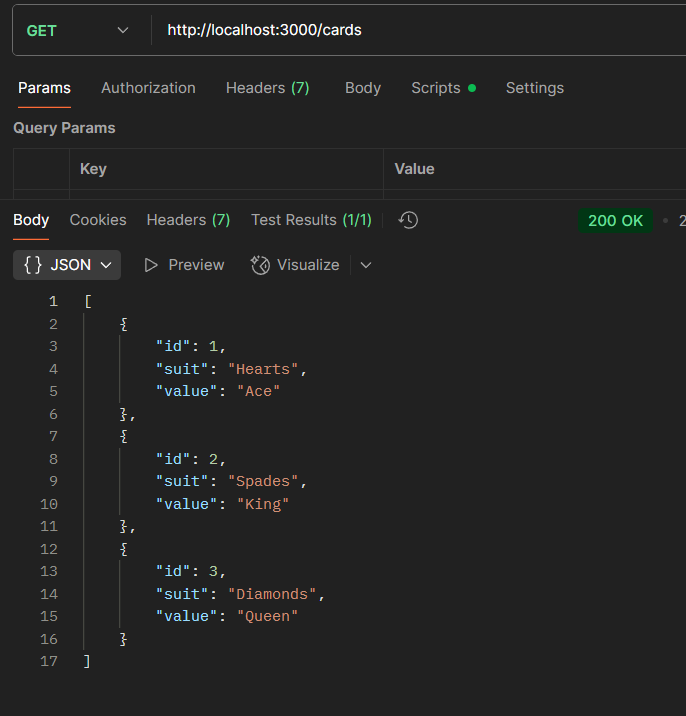 GET http://localhost:3000/cards
Params Authorization Headers (7) Body Scripts Settings
Query Params
Key Value
Body Cookies Headers (7) Test Results (1/1) 200 OK • 2
{} JSON Preview Visualize
1 [
2 {
3 "id": 1,
4 "suit": "Hearts",
5 "value": "Ace"
6 },
7 {
8 "id": 2,
9 "suit": "Spades",
10 "value": "King"
11 },
12 {
13 "id": 3,
14 "suit": "Diamonds",
15 "value": "Queen"
16 }
17 ]